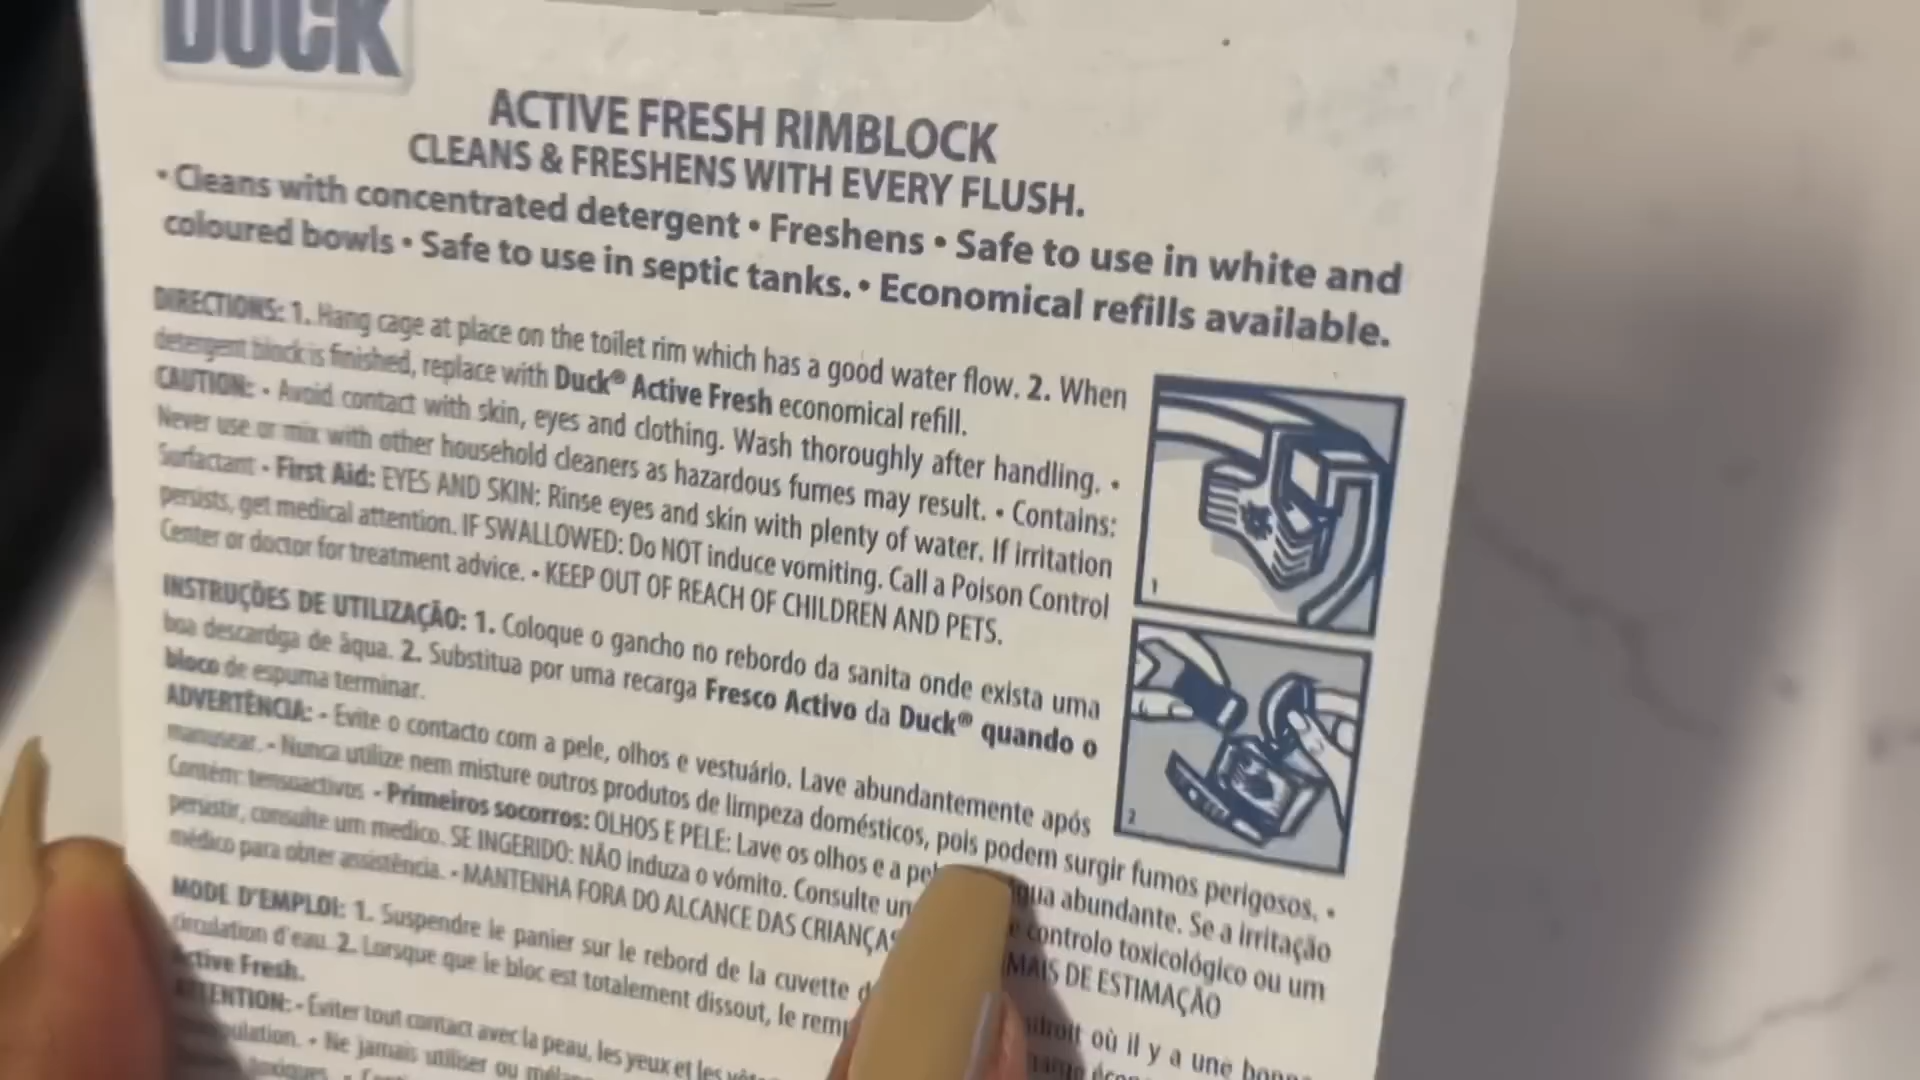 DUCK
ACTIVE FRESH RIMBLOCK
CLEANS & FRESHENS WITH EVERY FLUSH.
• Cleans with concentrated detergent • Freshens • Safe to use in white and
coloured bowls • Safe to use in septic tanks. • Economical refills available.
DIRECTIONS: 1. Hang cage at place on the toilet rim which has a good water flow. 2. When
detergent block is finished, replace with Duck® Active Fresh economical refill.
CAUTION: - Avoid contact with skin, eyes and clothing. Wash thoroughly after handling. •
Never use or mix with other household cleaners as hazardous fumes may result. • Contains:
Surfactant - First Aid: EYES AND SKIN: Rinse eyes and skin with plenty of water. If irritation
persists, get medical attention. IF SWALLOWED: Do NOT induce vomiting. Call a Poison Control
Center or doctor for treatment advice. • KEEP OUT OF REACH OF CHILDREN AND PETS.
INSTRUÇÕES DE UTILIZAÇÃO: 1. Coloque o gancho no rebordo da sanita onde exista uma
boa descardga de àqua. 2. Substitua por uma recarga Fresco Activo da Duck® quando o
bloco de espuma terminar.
ADVERTÊNCIA: - Evite o contacto com a pele, olhos e vestuário. Lave abundantemente após
manusear. - Nunca utilize nem misture outros produtos de limpeza domésticos, pois podem surgir fumos perigosos. •
Contém: tensoactivos - Primeiros socorros: OLHOS E PELE: Lave os olhos e a abundante. Se a irritação
persistir, consulte um medico. SE INGERIDO: NÃO induza o vómito. Consulte controlo toxicológico ou um
médico para obter assistência. - MANTENHA FORA DO ALCANCE DAS DE ESTIMAÇÃO
MODE D'EMPLOI: 1. Suspendre le panier sur le rebord de la cuvette où il y a une
circulation d'eau. 2. Lorsque que le bloc est totalement dissout, le
Active Fresh.
ATTENTION: - Éviter tout contact avec la peau, les yeux et les
• Ne jamais utiliser ou
1
2